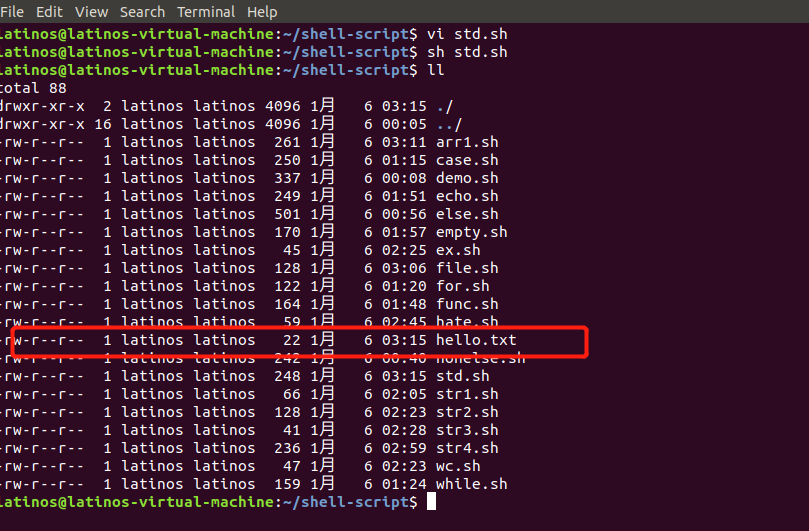 File Edit View Search Terminal Help
latinos@latinos-virtual-machine:~/shell-script$ vi std.sh
latinos@latinos-virtual-machine:~/shell-script$ sh std.sh
latinos@latinos-virtual-machine:~/shell-script$ ll
total 88
drwxr-xr-x 2 latinos latinos 4096 1月 6 03:15 ./
drwxr-xr-x 16 latinos latinos 4096 1月 6 00:05 ../
-rw-r--r-- 1 latinos latinos 261 1月 6 03:11 arr1.sh
-rw-r--r-- 1 latinos latinos 250 1月 6 01:15 case.sh
-rw-r--r-- 1 latinos latinos 337 1月 6 00:08 demo.sh
-rw-r--r-- 1 latinos latinos 249 1月 6 01:51 echo.sh
-rw-r--r-- 1 latinos latinos 501 1月 6 00:56 else.sh
-rw-r--r-- 1 latinos latinos 170 1月 6 01:57 empty.sh
-rw-r--r-- 1 latinos latinos 45 1月 6 02:25 ex.sh
-rw-r--r-- 1 latinos latinos 128 1月 6 03:06 file.sh
-rw-r--r-- 1 latinos latinos 122 1月 6 01:20 for.sh
-rw-r--r-- 1 latinos latinos 164 1月 6 01:48 func.sh
-rw-r--r-- 1 latinos latinos 59 1月 6 02:45 hate.sh
-rw-r--r-- 1 latinos latinos 22 1月 6 03:15 hello.txt
-rw-r--r-- 1 latinos latinos 242 1月 6 00:40 nonelse.sh
-rw-r--r-- 1 latinos latinos 248 1月 6 03:15 std.sh
-rw-r--r-- 1 latinos latinos 66 1月 6 02:05 str1.sh
-rw-r--r-- 1 latinos latinos 128 1月 6 02:23 str2.sh
-rw-r--r-- 1 latinos latinos 41 1月 6 02:28 str3.sh
-rw-r--r-- 1 latinos latinos 236 1月 6 02:59 str4.sh
-rw-r--r-- 1 latinos latinos 47 1月 6 02:23 wc.sh
-rw-r--r-- 1 latinos latinos 159 1月 6 01:24 while.sh
latinos@latinos-virtual-machine:~/shell-script$